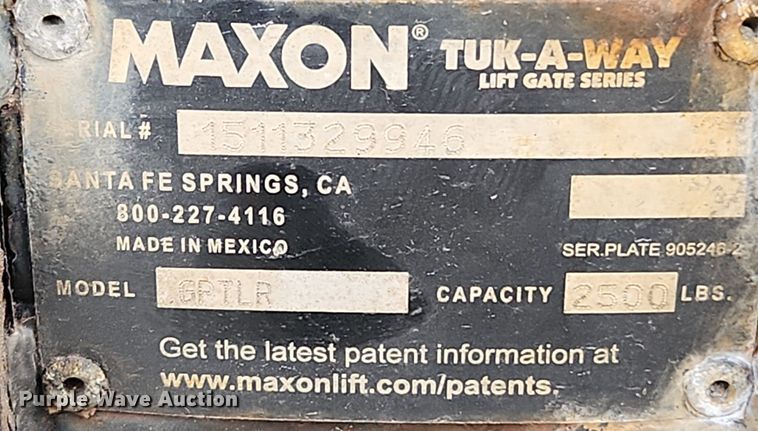 MAXON® TUK-A-WAY
LIFT GATE SERIES
SERIAL # 1511329946
SANTA FE SPRINGS, CA
800-227-4116
MADE IN MEXICO
SER.PLATE 905246-2
MODEL GPTLR CAPACITY 2500 LBS.
Get the latest patent information at
www.maxonlift.com/patents.
Purple Wave Auction